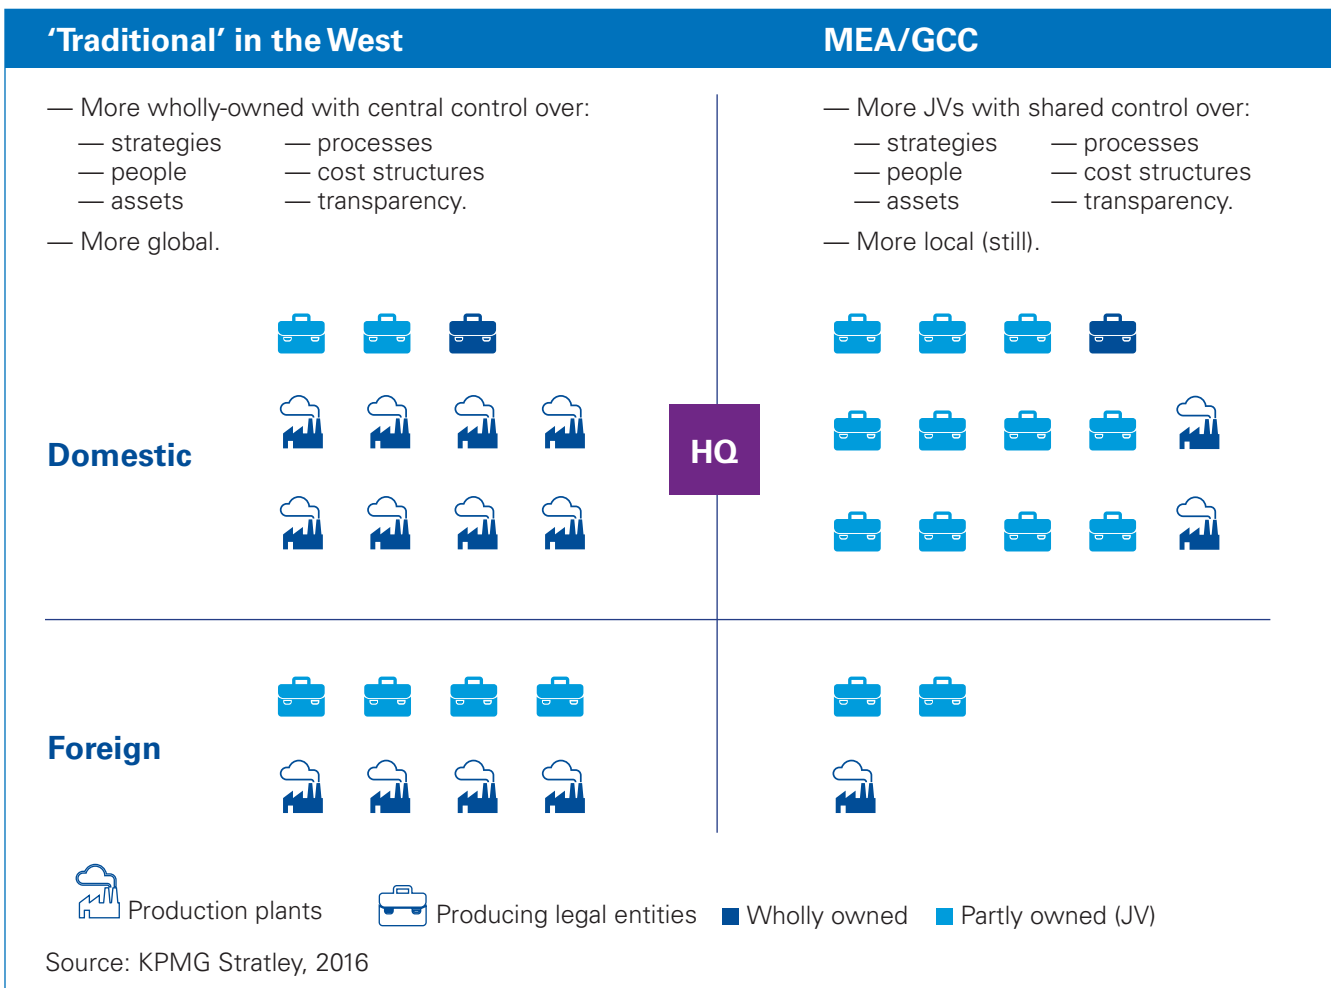 ‘Traditional’ in the West
— More wholly-owned with central control over:
— strategies — processes
— people — cost structures
— assets — transparency.
— More global.
MEA/GCC
— More JVs with shared control over:
— strategies — processes
— people — cost structures
— assets — transparency.
— More local (still).
Domestic
HQ
Foreign
Production plants
Producing legal entities
Wholly owned
Partly owned (JV)
Source: KPMG Stratley, 2016